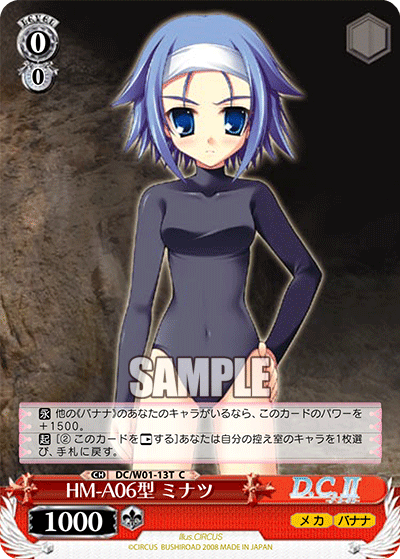 LEVEL
0
0
SAMPLE
永 他の《バナナ》のあなたのキャラがいるなら、このカードのパワーを
+1500。
起 [② このカードを する]あなたは自分の控え室のキャラを1枚選
び、手札に戻す。
CH DC/W01-13T C
HM-A06型 ミナツ
D.C.II
1000
メカ バナナ
illus.CIRCUS
©CIRCUS BUSHIROAD 2008 MADE IN JAPAN